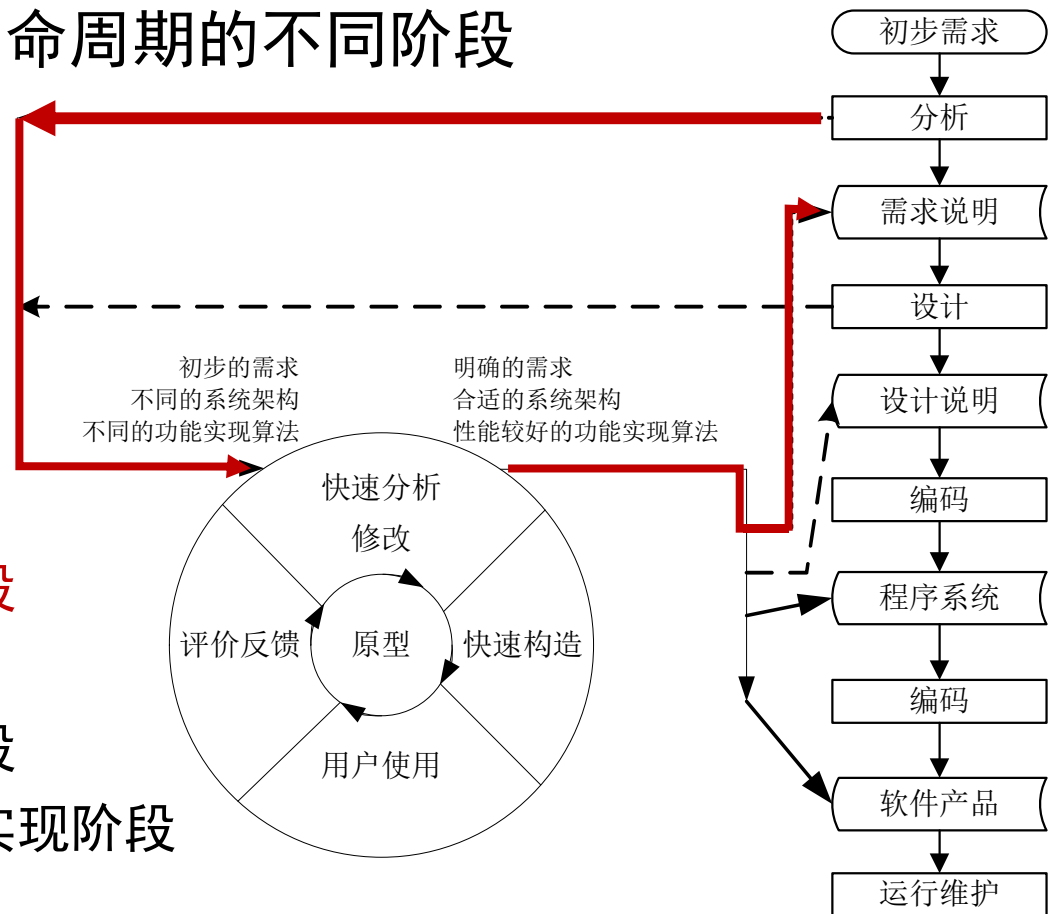 命周期的不同阶段
初步需求
分析
需求说明
设计
设计说明
编码
程序系统
编码
软件产品
运行维护
初步的需求
不同的系统架构
不同的功能实现算法
明确的需求
合适的系统架构
性能较好的功能实现算法
快速分析
修改
评价反馈
原型
快速构造
用户使用
段
段
实现阶段